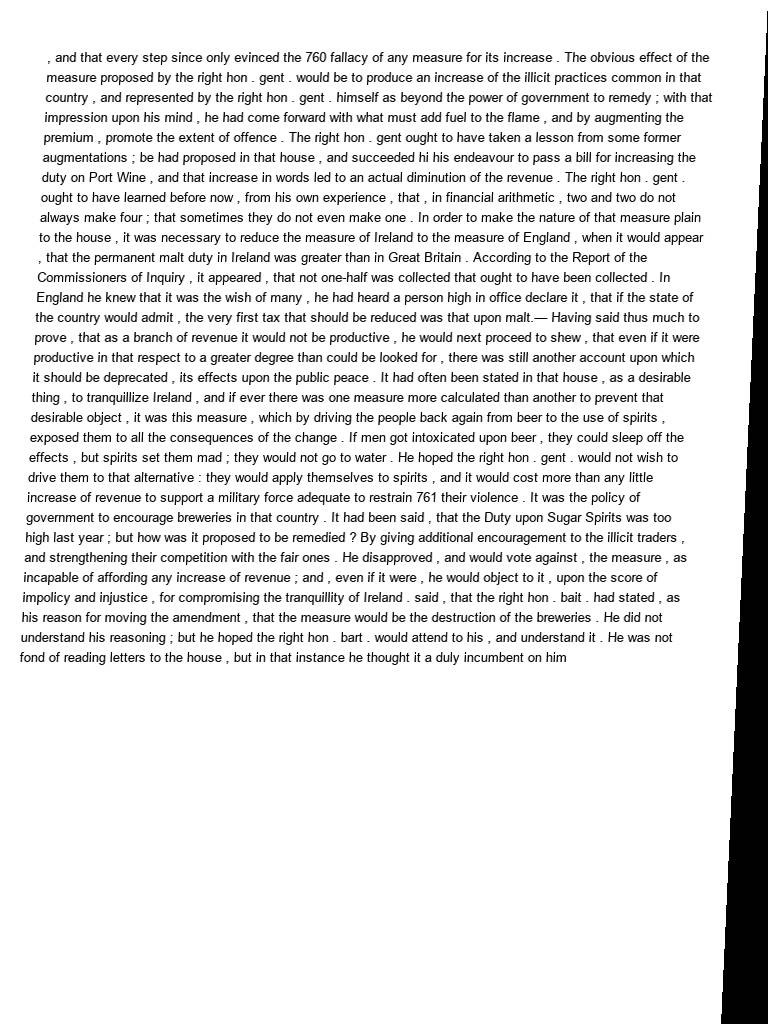 , and that every step since only evinced the 760 fallacy of any measure for its increase . The obvious effect of the
measure proposed by the right hon . gent . would be to produce an increase of the illicit practices common in that
country , and represented by the right hon . gent . himself as beyond the power of government to remedy ; with that
impression upon his mind , he had come forward with what must add fuel to the flame , and by augmenting the
premium , promote the extent of offence . The right hon . gent ought to have taken a lesson from some former
augmentations ; be had proposed in that house , and succeeded hi his endeavour to pass a bill for increasing the
duty on Port Wine , and that increase in words led to an actual diminution of the revenue . The right hon . gent .
ought to have learned before now , from his own experience , that , in financial arithmetic , two and two do not
always make four ; that sometimes they do not even make one . In order to make the nature of that measure plain
to the house , it was necessary to reduce the measure of Ireland to the measure of England , when it would appear
, that the permanent malt duty in Ireland was greater than in Great Britain . According to the Report of the
Commissioners of Inquiry , it appeared , that not one-half was collected that ought to have been collected . In
England he knew that it was the wish of many , he had heard a person high in office declare it , that if the state of
the country would admit , the very first tax that should be reduced was that upon malt.— Having said thus much to
prove , that as a branch of revenue it would not be productive , he would next proceed to shew , that even if it were
productive in that respect to a greater degree than could be looked for , there was still another account upon which
it should be deprecated , its effects upon the public peace . It had often been stated in that house , as a desirable
thing , to tranquillize Ireland , and if ever there was one measure more calculated than another to prevent that
desirable object , it was this measure , which by driving the people back again from beer to the use of spirits ,
exposed them to all the consequences of the change . If men got intoxicated upon beer , they could sleep off the
effects , but spirits set them mad ; they would not go to water . He hoped the right hon . gent . would not wish to
drive them to that alternative : they would apply themselves to spirits , and it would cost more than any little
increase of revenue to support a military force adequate to restrain 761 their violence . It was the policy of
government to encourage breweries in that country . It had been said , that the Duty upon Sugar Spirits was too
high last year ; but how was it proposed to be remedied ? By giving additional encouragement to the illicit traders ,
and strengthening their competition with the fair ones . He disapproved , and would vote against , the measure , as
incapable of affording any increase of revenue ; and , even if it were , he would object to it , upon the score of
impolicy and injustice , for compromising the tranquillity of Ireland . said , that the right hon . bait . had stated , as
his reason for moving the amendment , that the measure would be the destruction of the breweries . He did not
understand his reasoning ; but he hoped the right hon . bart . would attend to his , and understand it . He was not
fond of reading letters to the house , but in that instance he thought it a duly incumbent on him